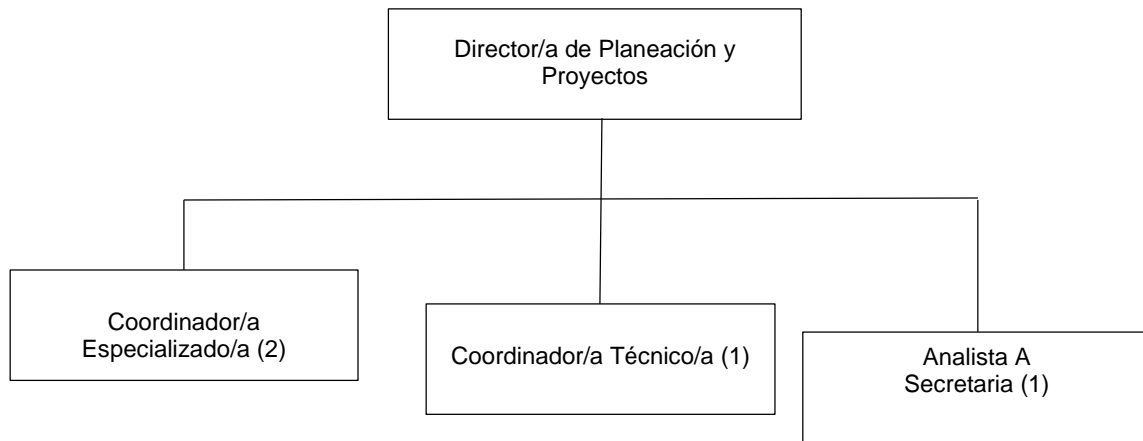 Director/a de Planeación y
Proyectos
Coordinador/a
Especializado/a (2)
Coordinador/a Técnico/a (1)
Analista A
Secretaria (1)